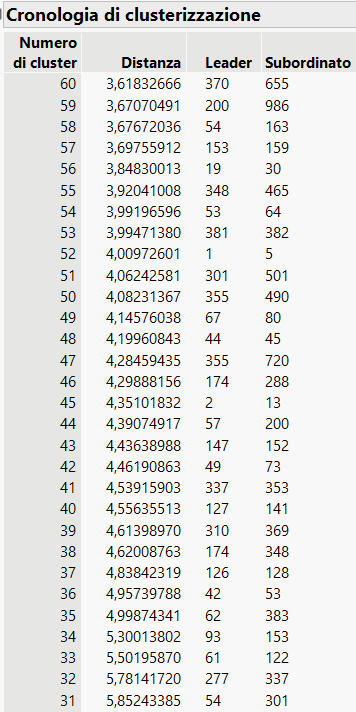 Cronologia di clusterizzazione
Numero
di cluster Distanza Leader Subordinato
60 3,61832666 370 655
59 3,67070491 200 986
58 3,67672036 54 163
57 3,69755912 153 159
56 3,84830013 19 30
55 3,92041008 348 465
54 3,99196596 53 64
53 3,99471380 381 382
52 4,00972601 1 5
51 4,06242581 301 501
50 4,08231367 355 490
49 4,14576038 67 80
48 4,19960843 44 45
47 4,28459435 355 720
46 4,29888156 174 288
45 4,35101832 2 13
44 4,39074917 57 200
43 4,43638988 147 152
42 4,46190863 49 73
41 4,53915903 337 353
40 4,55635513 127 141
39 4,61398970 310 369
38 4,62008763 174 348
37 4,83842319 126 128
36 4,95739788 42 53
35 4,99874341 62 383
34 5,30013802 93 153
33 5,50195870 61 122
32 5,78141720 277 337
31 5,85243385 54 301